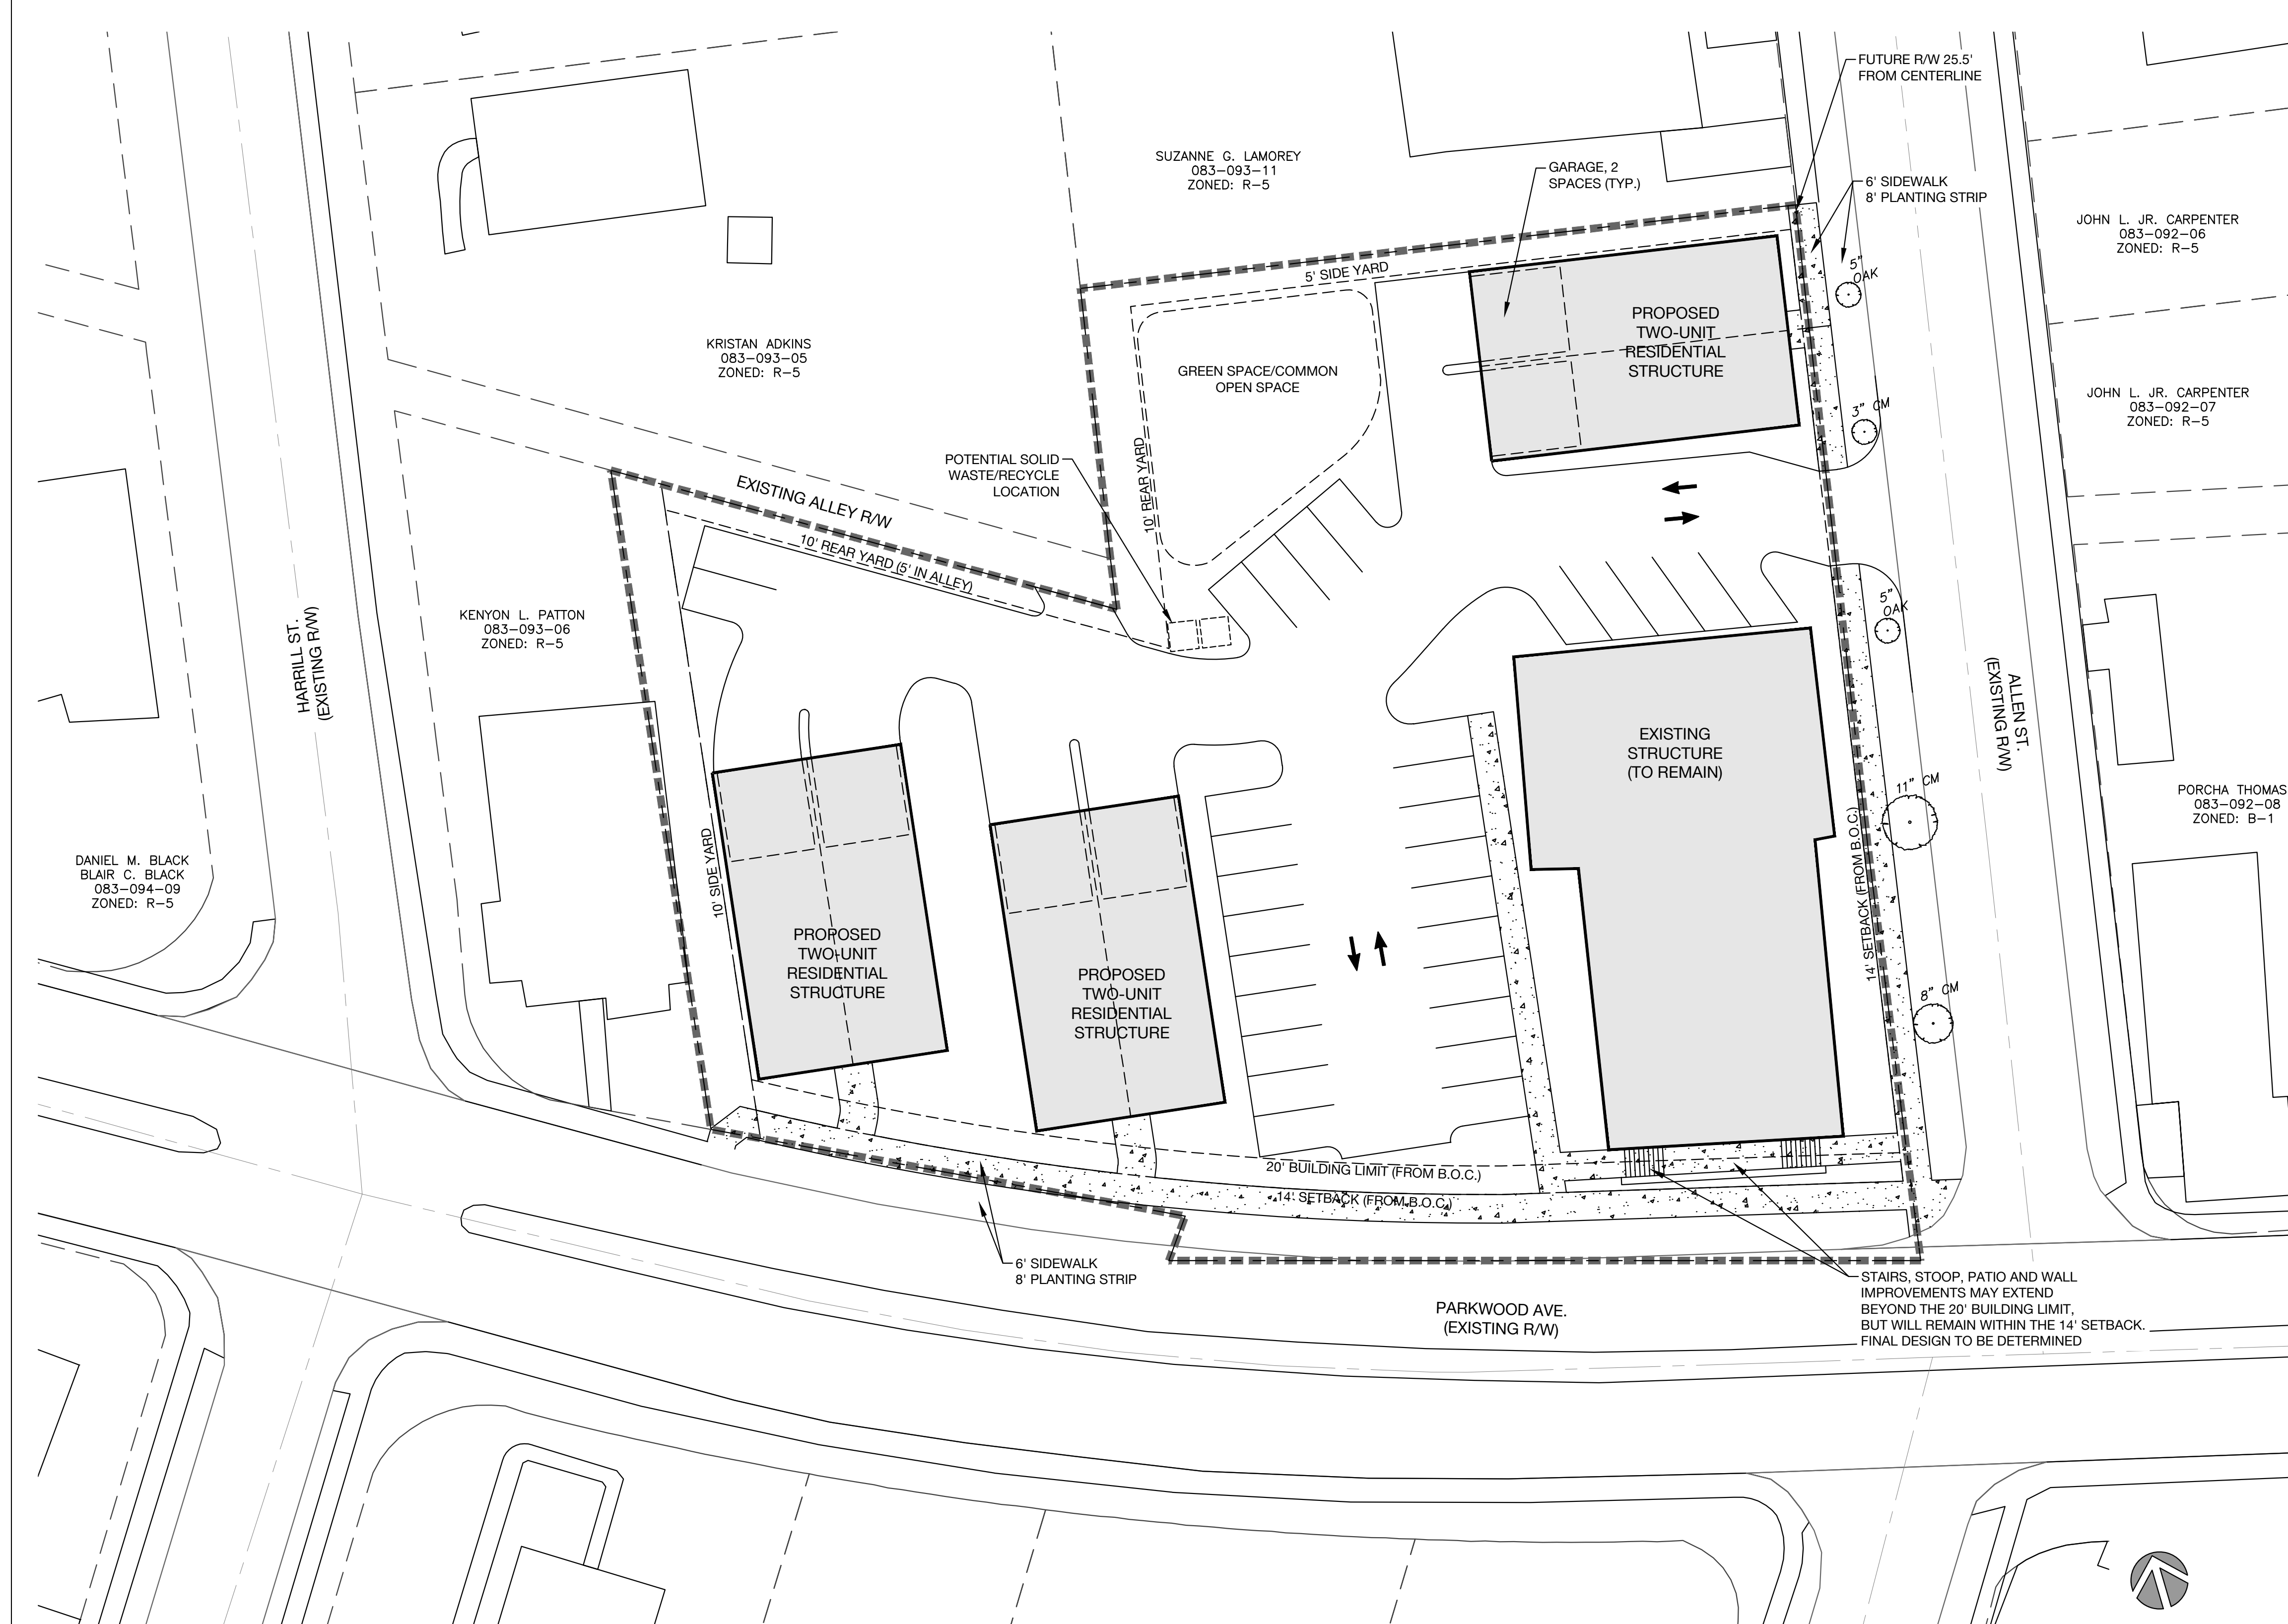 FUTURE R/W 25.5'
FROM CENTERLINE
SUZANNE G. LAMOREY
083-093-11
ZONED: R-5
GARAGE, 2
SPACES (TYP.)
6' SIDEWALK
8' PLANTING STRIP
JOHN L. JR. CARPENTER
083-092-06
ZONED: R-5
5' SIDE YARD
5"
OAK
PROPOSED
TWO-UNIT
RESIDENTIAL
STRUCTURE
KRISTAN ADKINS
083-093-05
ZONED: R-5
GREEN SPACE/COMMON
OPEN SPACE
3" CM
JOHN L. JR. CARPENTER
083-092-07
ZONED: R-5
POTENTIAL SOLID
WASTE/RECYCLE
LOCATION
10' REAR YARD
EXISTING ALLEY R/W
10' REAR YARD (5' IN ALLEY)
5"
OAK
KENYON L. PATTON
083-093-06
ZONED: R-5
HARRILL ST.
(EXISTING R/W)
ALLEN ST.
(EXISTING R/W)
EXISTING
STRUCTURE
(TO REMAIN)
11" CM
PORCHA THOMAS
083-092-08
ZONED: B-1
DANIEL M. BLACK
BLAIR C. BLACK
083-094-09
ZONED: R-5
10' SIDE YARD
14' SETBACK (FROM B.O.C.)
PROPOSED
TWO-UNIT
RESIDENTIAL
STRUCTURE
PROPOSED
TWO-UNIT
RESIDENTIAL
STRUCTURE
8" CM
20' BUILDING LIMIT (FROM B.O.C.)
14' SETBACK (FROM B.O.C.)
6' SIDEWALK
8' PLANTING STRIP
STAIRS, STOOP, PATIO AND WALL
IMPROVEMENTS MAY EXTEND
BEYOND THE 20' BUILDING LIMIT,
BUT WILL REMAIN WITHIN THE 14' SETBACK.
FINAL DESIGN TO BE DETERMINED
PARKWOOD AVE.
(EXISTING R/W)